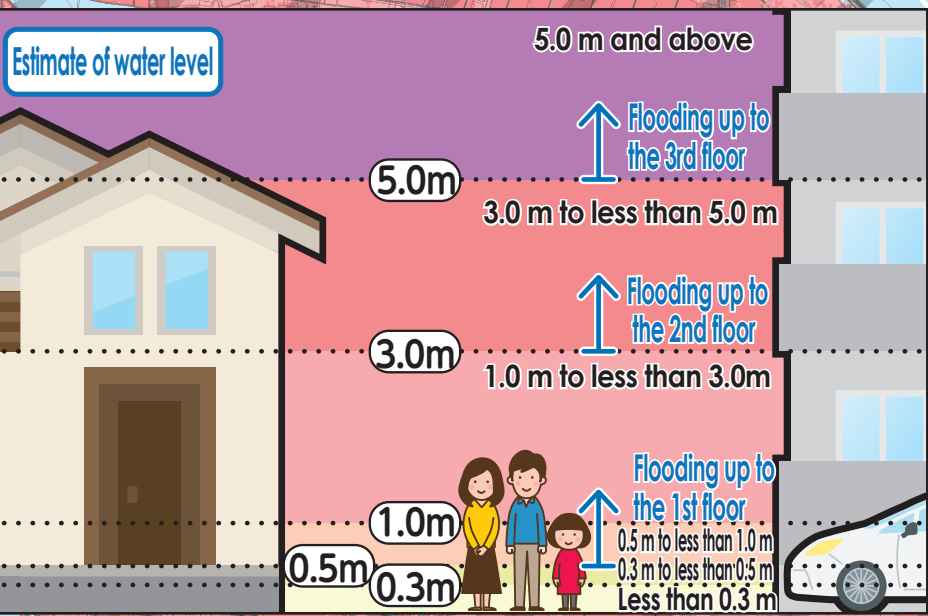 Estimate of water level
5.0 m and above
Flooding up to
the 3rd floor
5.0m
3.0 m to less than 5.0 m
Flooding up to
the 2nd floor
3.0m
1.0 m to less than 3.0m
Flooding up to
the 1st floor
1.0m
0.5 m to less than 1.0 m
0.5m
0.3 m to less than 0.5 m
0.3m
Less than 0.3 m